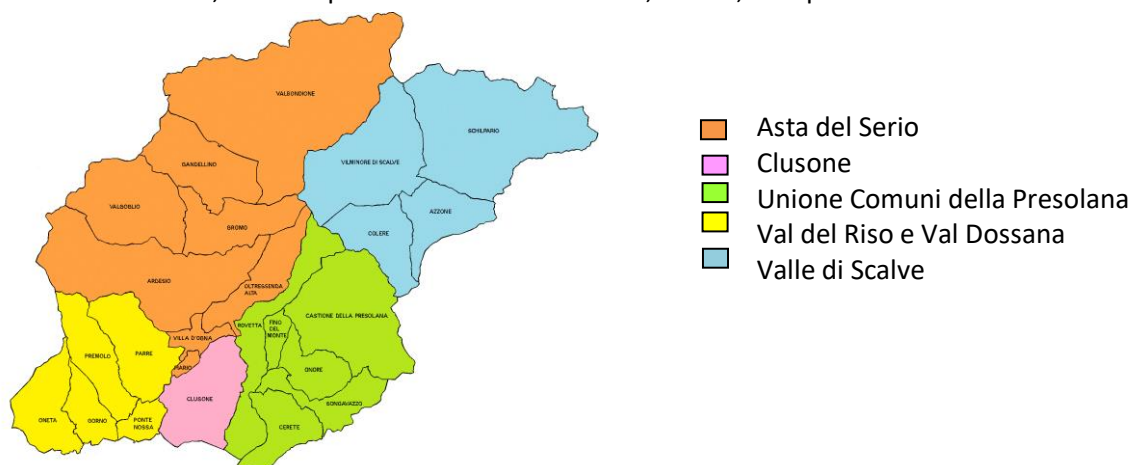 VALBONDIONE
SCHILPARIO
VILMINORE DI SCALVE
GANDELLINO
VALGOGLIO
AZZONE
GROMO
COLERE
ARDESIO
OLTRESSENDA
ALTA
CASTIONE DELLA PRESOLANA
ROVETTA
FINO
DEL
MONTE
VILLA D'OGNA
PREMOLO
PARRE
PIARIO
ONORE
CLUSONE
SONGAVAZZO
ONETA
GORNO
PONTE
NOSSA
CERETE
Asta del Serio
Clusone
Unione Comuni della Presolana
Val del Riso e Val Dossana
Valle di Scalve